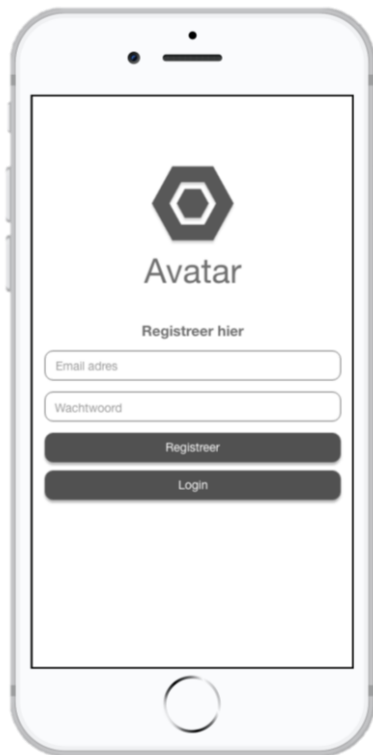 Avatar
Registreer hier
Email adres
Wachtwoord
Registreer
Login